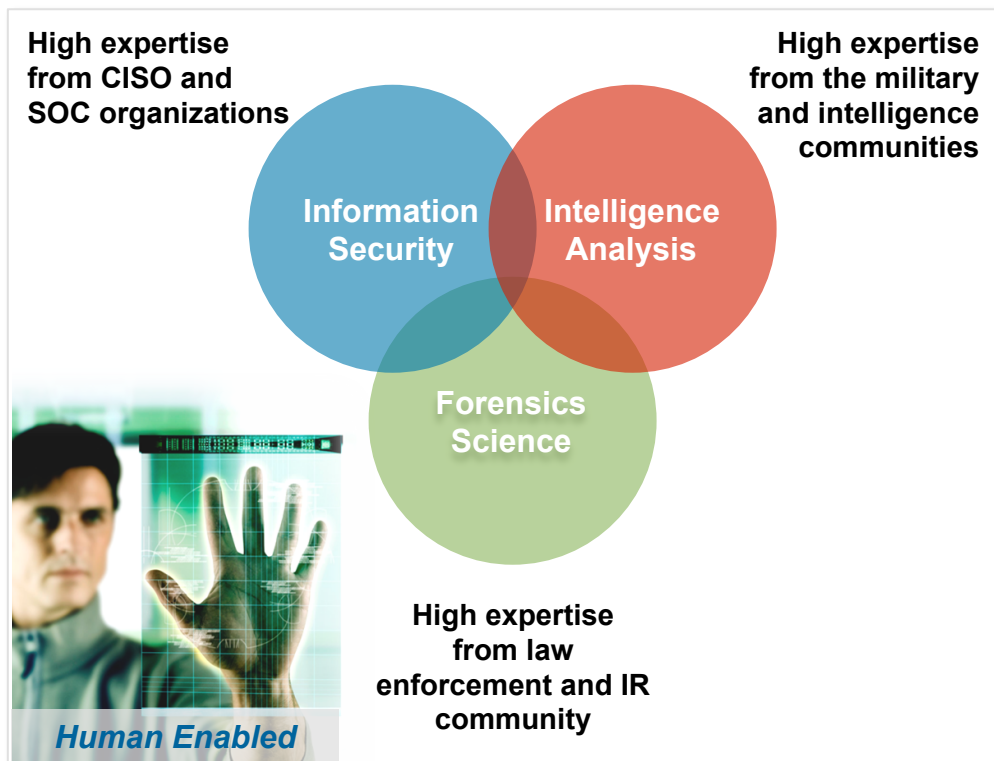 High expertise
from CISO and
SOC organizations
High expertise
from the military
and intelligence
communities
Information
Security
Intelligence
Analysis
Forensics
Science
High expertise
from law
enforcement and IR
community
Human Enabled